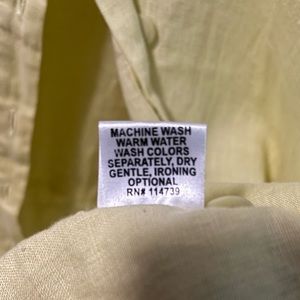 MACHINE WASH
WARM WATER
WASH COLORS
SEPARATELY, DRY
GENTLE, IRONING
OPTIONAL
RN# 114739